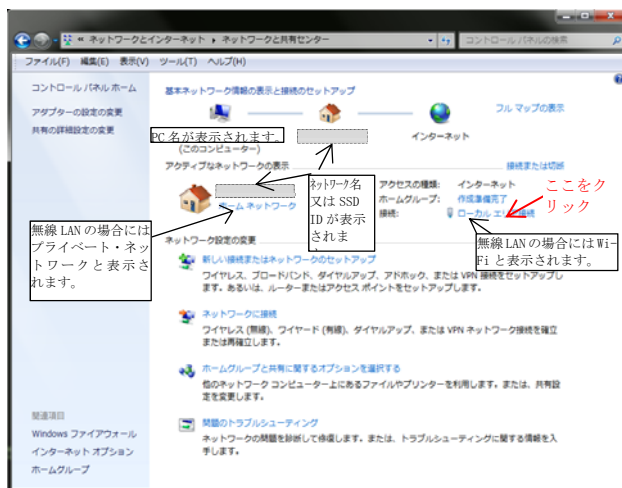 ≪ ネットワークとインターネット ▸ ネットワークと共有センター
コントロール パネルの検索
ファイル(F) 編集(E) 表示(V) ツール(T) ヘルプ(H)
コントロール パネル ホーム
アダプターの設定の変更
共有の詳細設定の変更
基本ネットワーク情報の表示と接続のセットアップ
フル マップの表示
PC名が表示されます。
(このコンピューター)
インターネット
アクティブなネットワークの表示
接続または切断
ホーム ネットワーク
ネットワーク名
又は SSD
IDが表示
されま
アクセスの種類: インターネット
ホームグループ: 作成準備完了
接続: ローカル エリア接続
ここをク
リック
無線LANの場合には
プライベート・ネッ
トワークと表示さ
れます。
無線LANの場合にはWi-
Fiと表示されます。
ネットワーク設定の変更
新しい接続またはネットワークのセットアップ
ワイヤレス、ブロードバンド、ダイヤルアップ、アドホック、または VPN 接続をセットアップし
ます。あるいは、ルーターまたはアクセス ポイントをセットアップします。
ネットワークに接続
ワイヤレス (無線)、ワイヤード (有線)、ダイヤルアップ、または VPN ネットワーク接続を確立
または再確立します。
ホームグループと共有に関するオプションを選択する
他のネットワーク コンピューター上にあるファイルやプリンターを利用します。または、共有設
定を変更します。
問題のトラブルシューティング
ネットワークの問題を診断して修復します。または、トラブルシューティングに関する情報を入
手します。
関連項目
Windows ファイアウォール
インターネット オプション
ホームグループ